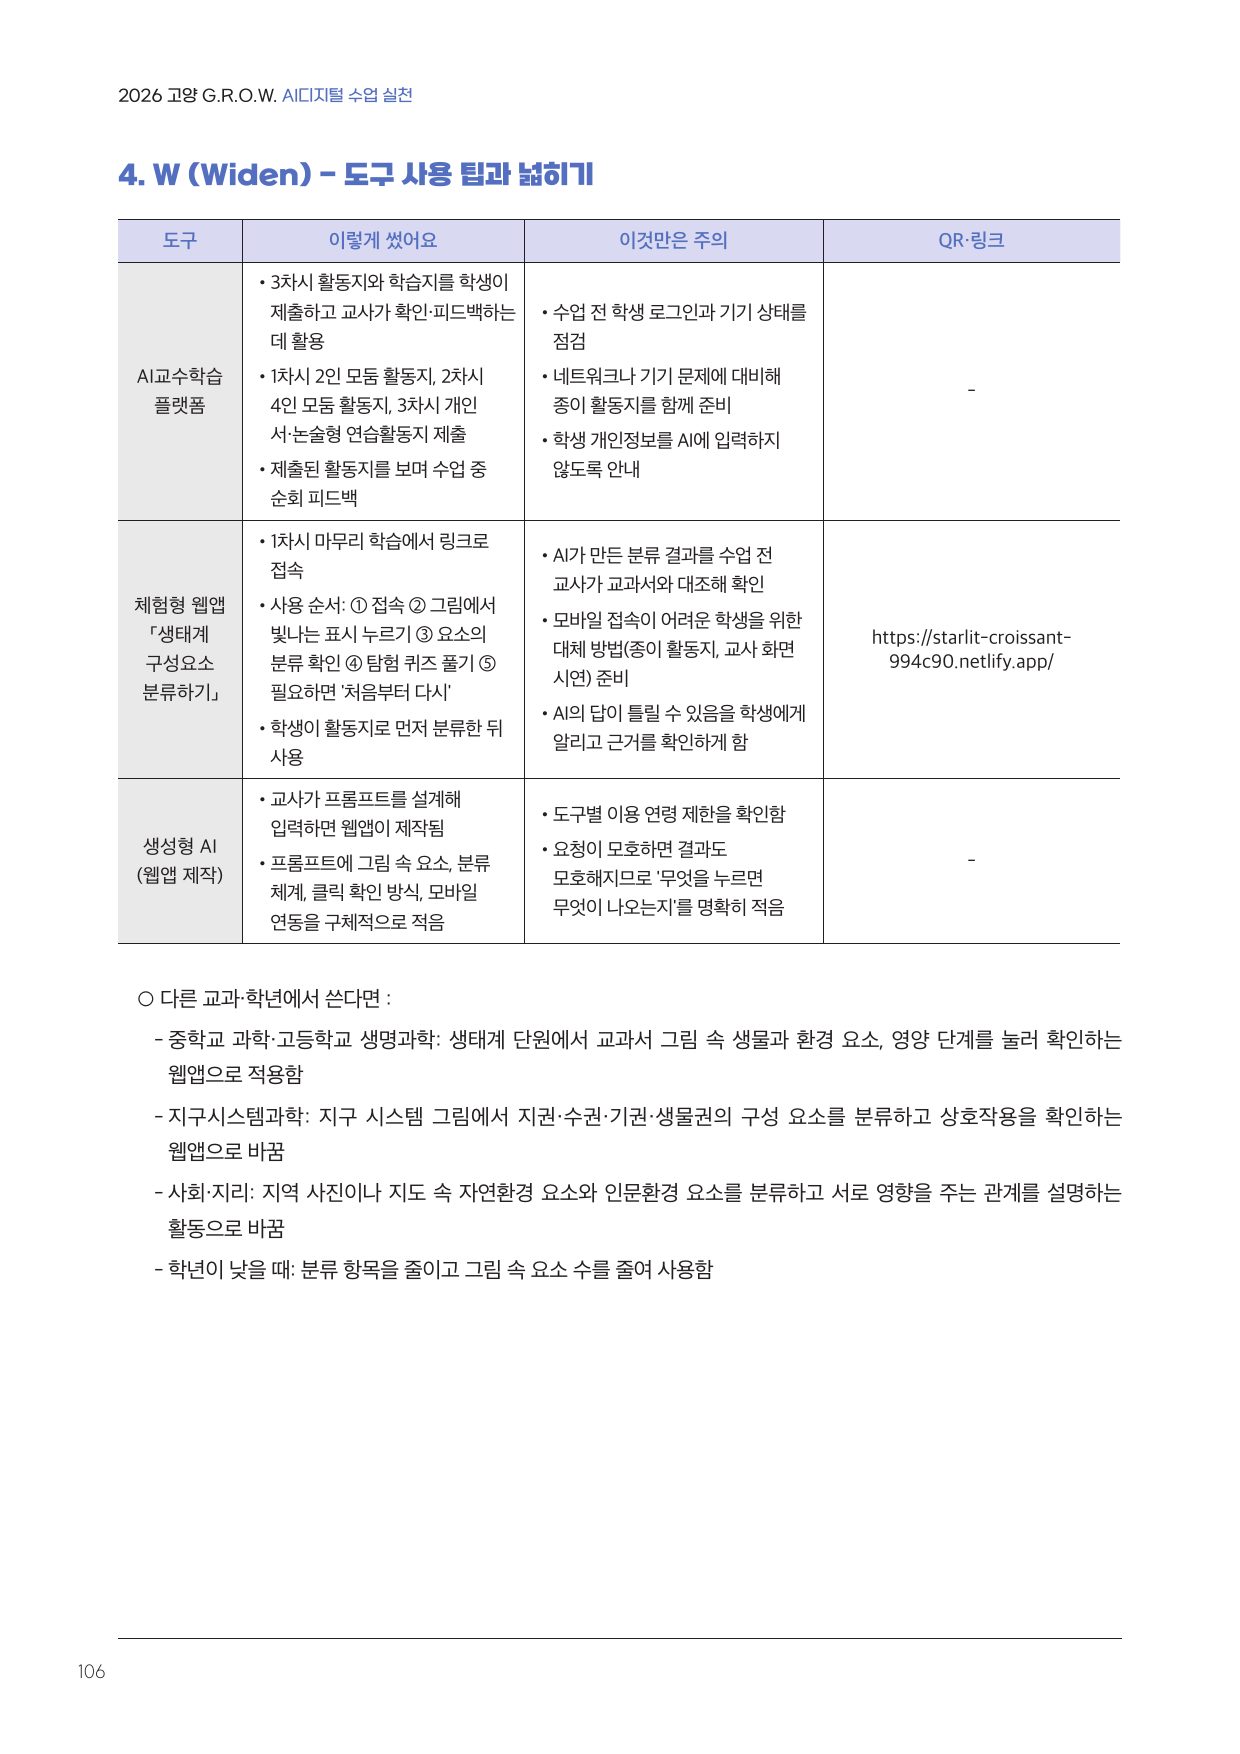 2026 고양 G.R.O.W. AI디지털 수업 실천
4. W (Widen) – 도구 사용 팁과 넓히기
도구
이렇게 썼어요
이것만은 주의
QR·링크
AI교수학습
플랫폼
• 3차시 활동지와 학습지를 학생이
제출하고 교사가 확인·피드백하는
데 활용
• 1차시 2인 모둠 활동지, 2차시
4인 모둠 활동지, 3차시 개인
서·논술형 연습활동지 제출
• 제출된 활동지를 보며 수업 중
순회 피드백
• 수업 전 학생 로그인과 기기 상태를
점검
• 네트워크나 기기 문제에 대비해
종이 활동지를 함께 준비
• 학생 개인정보를 AI에 입력하지
않도록 안내
-
체험형 웹앱
「생태계
구성요소
분류하기」
• 1차시 마무리 학습에서 링크로
접속
• 사용 순서: ① 접속 ② 그림에서
빛나는 표시 누르기 ③ 요소의
분류 확인 ④ 탐험 퀴즈 풀기 ⑤
필요하면 '처음부터 다시'
• 학생이 활동지로 먼저 분류한 뒤
사용
• AI가 만든 분류 결과를 수업 전
교사가 교과서와 대조해 확인
• 모바일 접속이 어려운 학생을 위한
대체 방법(종이 활동지, 교사 화면
시연) 준비
• AI의 답이 틀릴 수 있음을 학생에게
알리고 근거를 확인하게 함
https://starlit-croissant-
994c90.netlify.app/
생성형 AI
(웹앱 제작)
• 교사가 프롬프트를 설계해
입력하면 웹앱이 제작됨
• 프롬프트에 그림 속 요소, 분류
체계, 클릭 확인 방식, 모바일
연동을 구체적으로 적음
• 도구별 이용 연령 제한을 확인함
• 요청이 모호하면 결과도
모호해지므로 '무엇을 누르면
무엇이 나오는지'를 명확히 적음
-
○ 다른 교과·학년에서 쓴다면 :
- 중학교 과학·고등학교 생명과학: 생태계 단원에서 교과서 그림 속 생물과 환경 요소, 영양 단계를 눌러 확인하는
웹앱으로 적용함
- 지구시스템과학: 지구 시스템 그림에서 지권·수권·기권·생물권의 구성 요소를 분류하고 상호작용을 확인하는
웹앱으로 바꿈
- 사회·지리: 지역 사진이나 지도 속 자연환경 요소와 인문환경 요소를 분류하고 서로 영향을 주는 관계를 설명하는
활동으로 바꿈
- 학년이 낮을 때: 분류 항목을 줄이고 그림 속 요소 수를 줄여 사용함
106